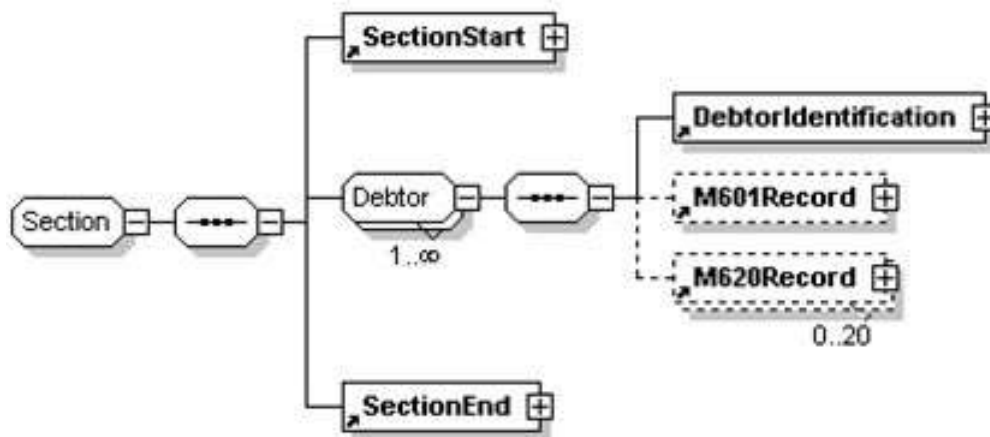 SectionStart
DebtorIdentification
M601Record
Section
Debtor
1..∞
M620Record
0..20
SectionEnd